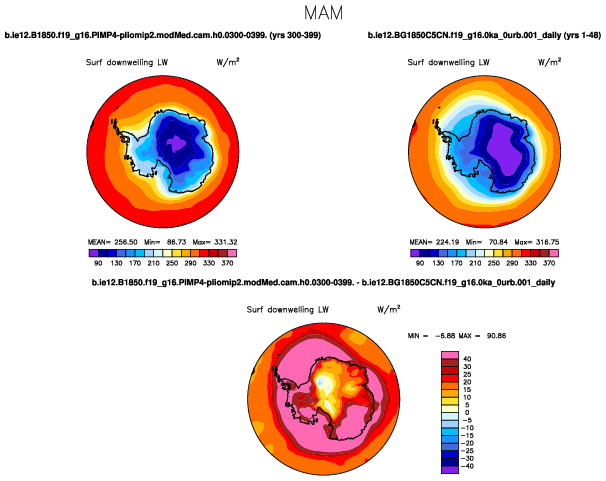 MAM
b.ie12.B1850.f19_g16.PIMP4-pliomip2.modMed.cam.h0.0300-0399. (yrs 300-399)
b.ie12.BG1850C5CN.f19_g16.0ka_0urb.001_daily (yrs 1-48)
Surf downwelling LW W/m²
Surf downwelling LW W/m²
MEAN= 256.50 Min= 86.73 Max= 331.32
MEAN= 224.19 Min= 70.84 Max= 316.75
90 130 170 210 250 290 330 370
90 130 170 210 250 290 330 370
b.ie12.B1850.f19_g16.PIMP4-pliomip2.modMed.cam.h0.0300-0399. - b.ie12.BG1850C5CN.f19_g16.0ka_0urb.001_daily
Surf downwelling LW W/m²
MIN = -6.88 MAX = 90.86
40
30
25
20
15
10
5
0
-5
-10
-15
-20
-25
-30
-40